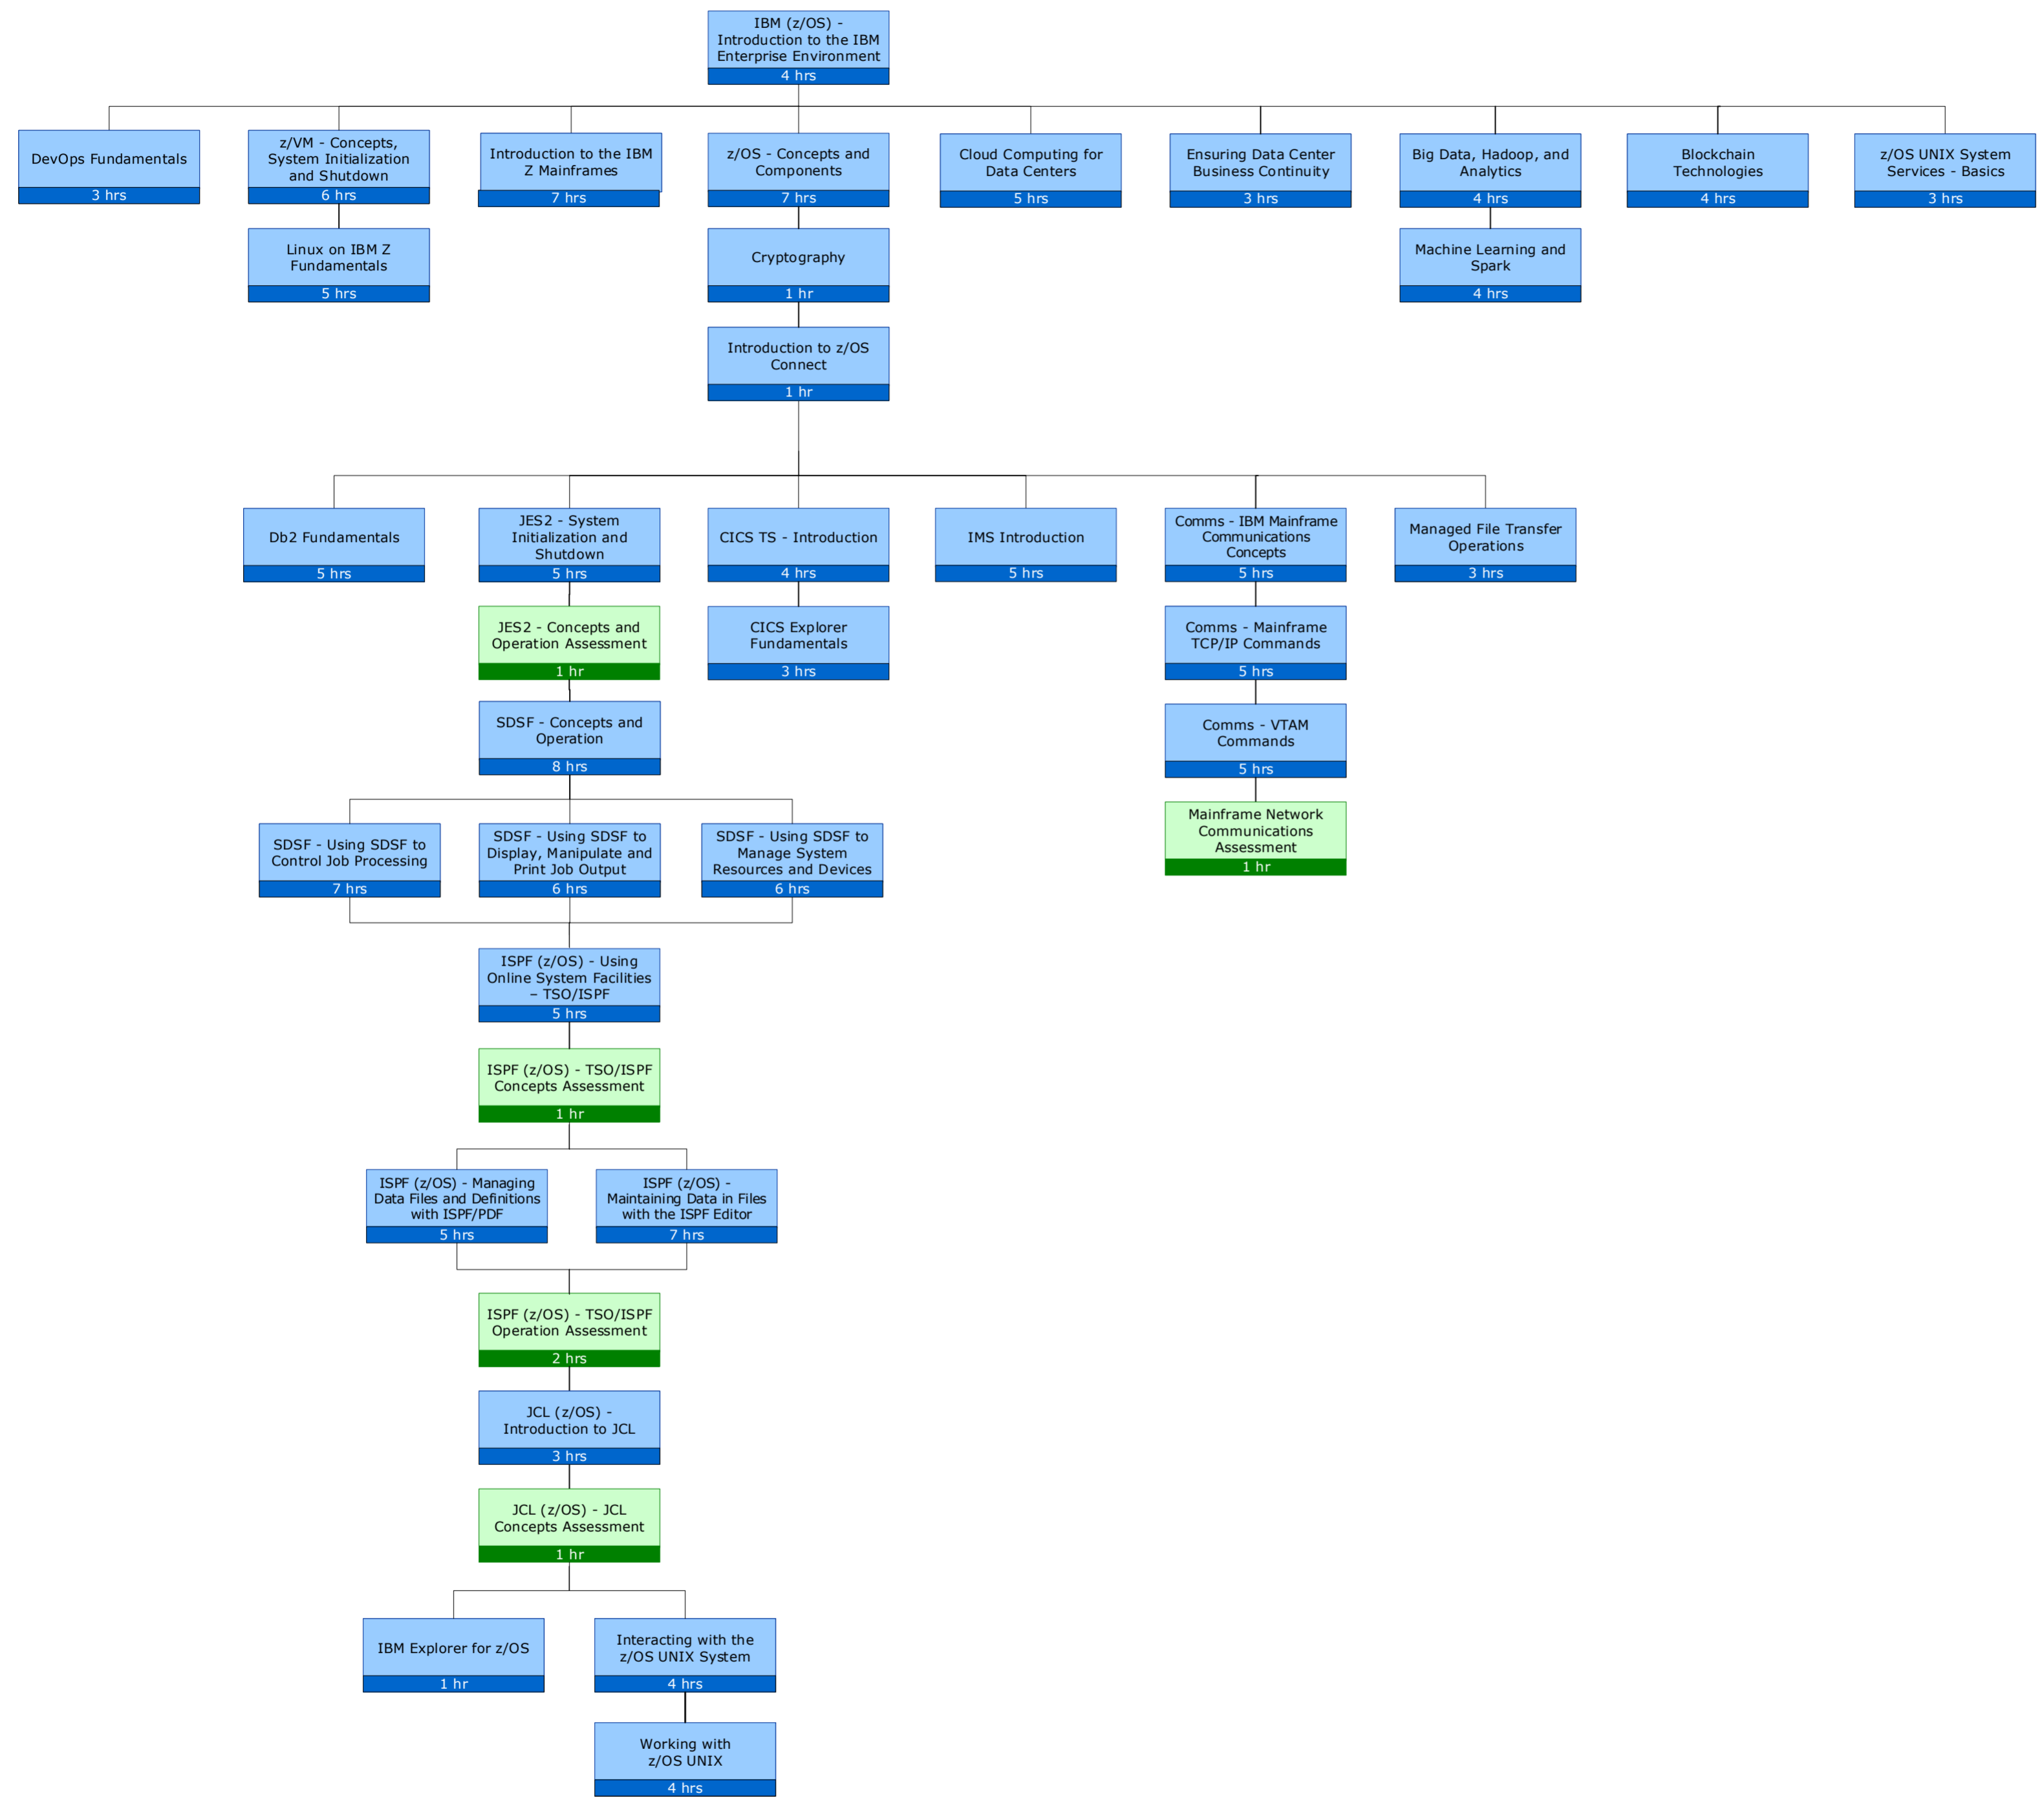 IBM (z/OS) -
Introduction to the IBM
Enterprise Environment
4 hrs
DevOps Fundamentals
3 hrs
z/VM - Concepts,
System Initialization
and Shutdown
6 hrs
Introduction to the IBM
Z Mainframes
7 hrs
z/OS - Concepts and
Components
7 hrs
Cloud Computing for
Data Centers
5 hrs
Ensuring Data Center
Business Continuity
3 hrs
Big Data, Hadoop, and
Analytics
4 hrs
Blockchain
Technologies
4 hrs
z/OS UNIX System
Services - Basics
3 hrs
Linux on IBM Z
Fundamentals
5 hrs
Cryptography
1 hr
Machine Learning and
Spark
4 hrs
Introduction to z/OS
Connect
1 hr
Db2 Fundamentals
5 hrs
JES2 - System
Initialization and
Shutdown
5 hrs
CICS TS - Introduction
4 hrs
IMS Introduction
5 hrs
Comms - IBM Mainframe
Communications
Concepts
5 hrs
Managed File Transfer
Operations
3 hrs
JES2 - Concepts and
Operation Assessment
1 hr
CICS Explorer
Fundamentals
3 hrs
Comms - Mainframe
TCP/IP Commands
5 hrs
SDSF - Concepts and
Operation
8 hrs
Comms - VTAM
Commands
5 hrs
SDSF - Using SDSF to
Control Job Processing
7 hrs
SDSF - Using SDSF to
Display, Manipulate and
Print Job Output
6 hrs
SDSF - Using SDSF to
Manage System
Resources and Devices
6 hrs
Mainframe Network
Communications
Assessment
1 hr
ISPF (z/OS) - Using
Online System Facilities
– TSO/ISPF
5 hrs
ISPF (z/OS) - TSO/ISPF
Concepts Assessment
1 hr
ISPF (z/OS) - Managing
Data Files and Definitions
with ISPF/PDF
5 hrs
ISPF (z/OS) -
Maintaining Data in Files
with the ISPF Editor
7 hrs
ISPF (z/OS) - TSO/ISPF
Operation Assessment
2 hrs
JCL (z/OS) -
Introduction to JCL
3 hrs
JCL (z/OS) - JCL
Concepts Assessment
1 hr
IBM Explorer for z/OS
1 hr
Interacting with the
z/OS UNIX System
4 hrs
Working with
z/OS UNIX
4 hrs